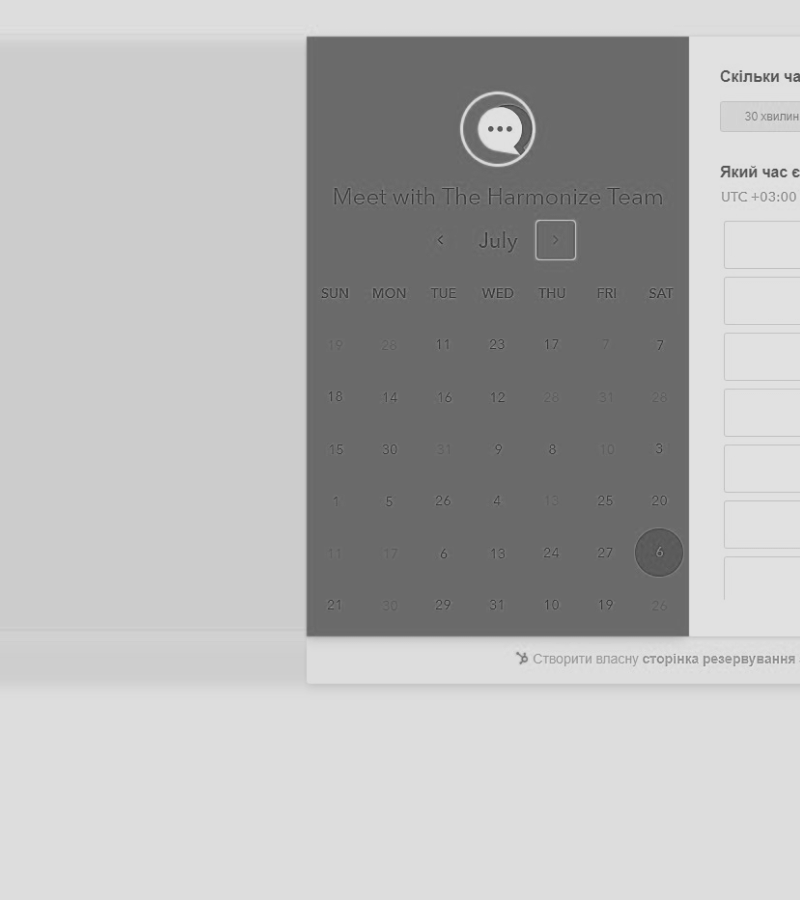 Скільки ча
30 хвилин
Meet with The Harmonize Team
Який час є
UTC +03:00
July
SUN MON TUE WED THU FRI SAT
19 28 11 23 17 7 7
18 14 16 12 28 31 28
15 30 31 9 8 10 3
1 5 26 4 13 25 20
11 17 6 13 24 27 6
21 30 29 31 10 19 26
Створити власну сторінка резервування